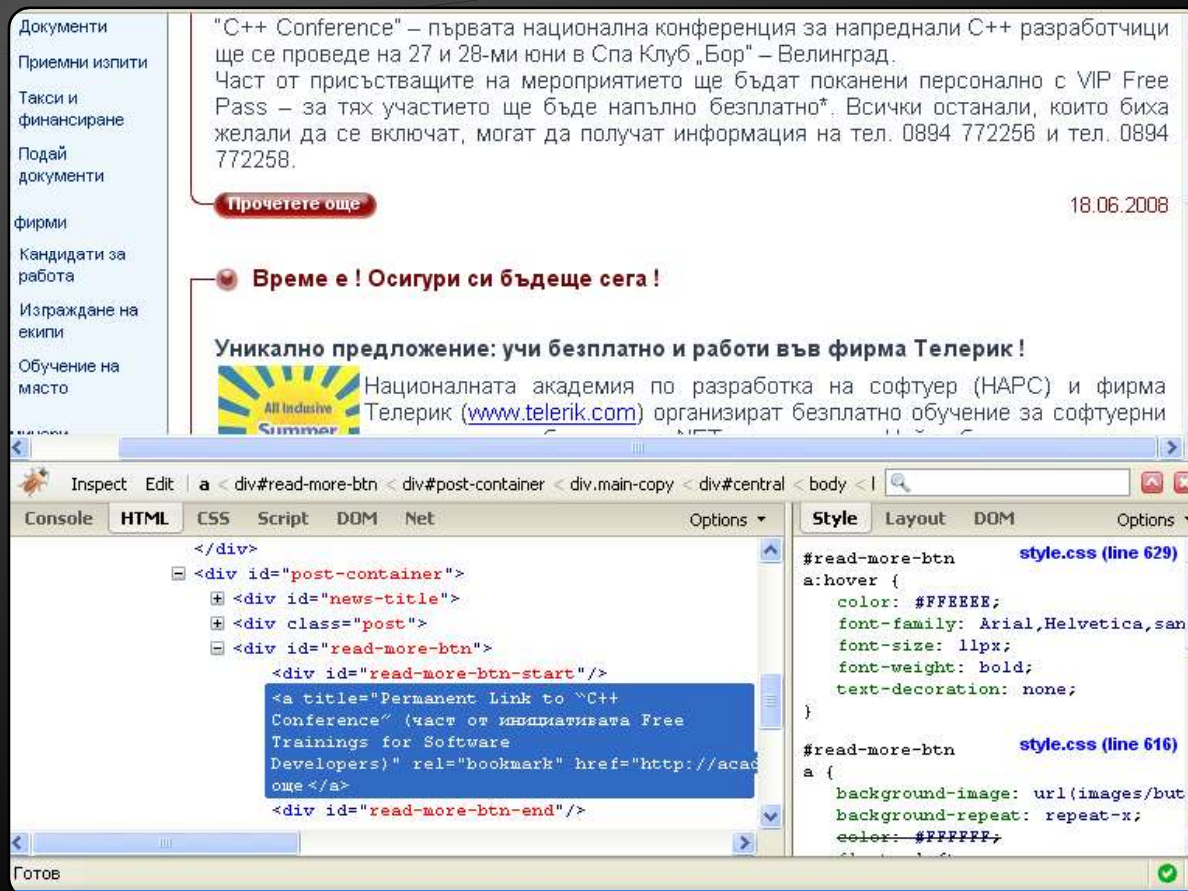 Документи
Приемни изпити
Такси и
финансиране
Подай
документи
фирми
Кандидати за
работа
Изграждане на
екипи
Обучение на
място
"C++ Conference" – първата национална конференция за напреднали C++ разработчици
ще се проведе на 27 и 28-ми юни в Спа Клуб „Бор" – Велинград.
Част от присъстващите на мероприятието ще бъдат поканени персонално с VIP Free
Pass – за тях участието ще бъде напълно безплатно*. Всички останали, които биха
желали да се включат, могат да получат информация на тел. 0894 772256 и тел. 0894
772258.
Прочетете още
18.06.2008
Време е ! Осигури си бъдеще сега !
Уникално предложение: учи безплатно и работи във фирма Телерик !
All Inclusive
Summer
Националната академия по разработка на софтуер (НАРС) и фирма
Телерик (www.telerik.com) организират безплатно обучение за софтуерни
Inspect Edit | a < div#read-more-btn < div#post-container < div.main-copy < div#central < body <
Console HTML CSS Script DOM Net Options
</div>
<div id="post-container">
<div id="news-title">
<div class="post">
<div id="read-more-btn">
<div id="read-more-btn-start"/>
<a title="Permanent Link to “C++
Conference” (част от инициативата Free
Trainings for Software
Developers)" rel="bookmark" href="http://acad
още</a>
<div id="read-more-btn-end"/>
Style Layout DOM Options
#read-more-btn style.css (line 629)
a:hover {
color: #FFEEEE;
font-family: Arial,Helvetica,san
font-size: 11px;
font-weight: bold;
text-decoration: none;
}
#read-more-btn style.css (line 616)
a {
background-image: url(images/but
background-repeat: repeat-x;
color: #FFFFFF;
Готов